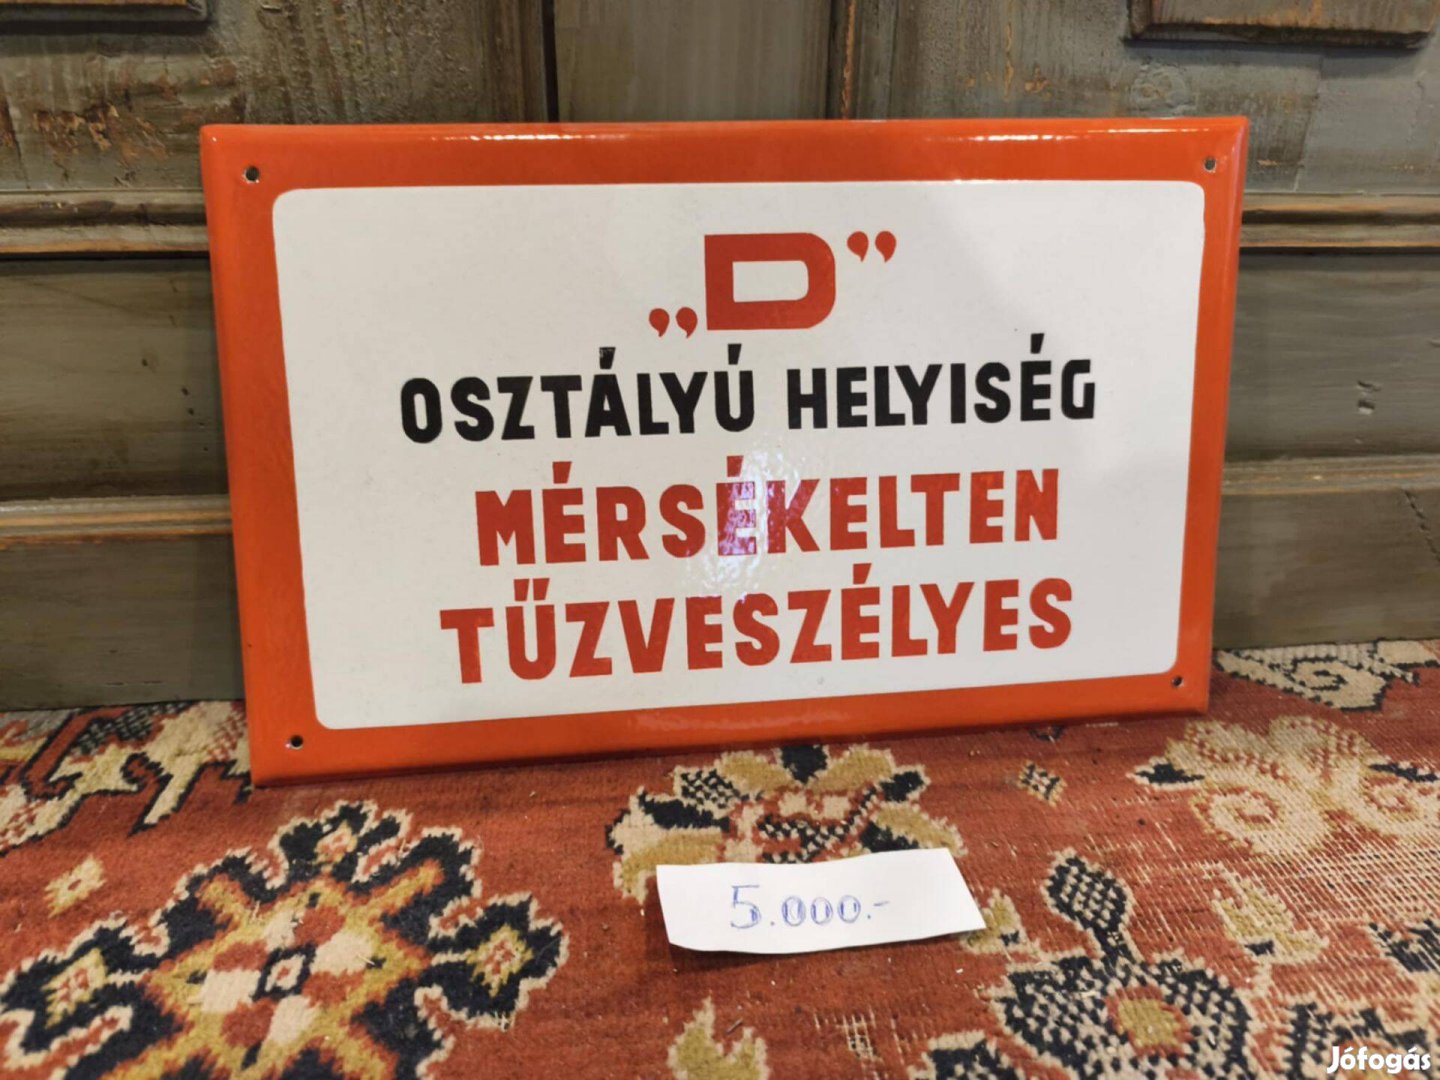 „D”
OSZTÁLYÚ HELYISÉG
MÉRSÉKELTEN
TŰZVESZÉLYES
5.000.-
Jófogás